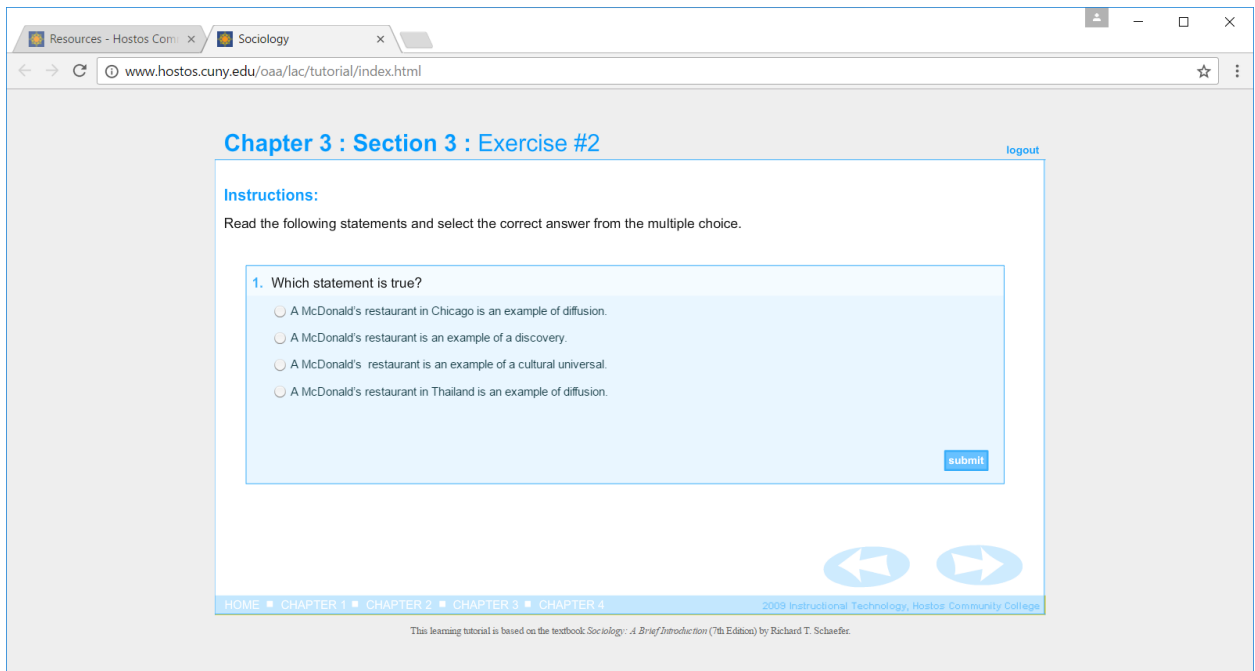 Resources - Hostos Com
Sociology
www.hostos.cuny.edu/oaa/lac/tutorial/index.html
Chapter 3 : Section 3 : Exercise #2
logout
Instructions:
Read the following statements and select the correct answer from the multiple choice.
1. Which statement is true?
A McDonald's restaurant in Chicago is an example of diffusion.
A McDonald's restaurant is an example of a discovery.
A McDonald's  restaurant is an example of a cultural universal.
A McDonald's restaurant in Thailand is an example of diffusion.
submit
HOME ■ CHAPTER 1 ■ CHAPTER 2 ■ CHAPTER 3 ■ CHAPTER 4
2009 Instructional Technology, Hostos Community College
This learning tutorial is based on the textbook Sociology: A Brief Introduction (7th Edition) by Richard T. Schaefer.